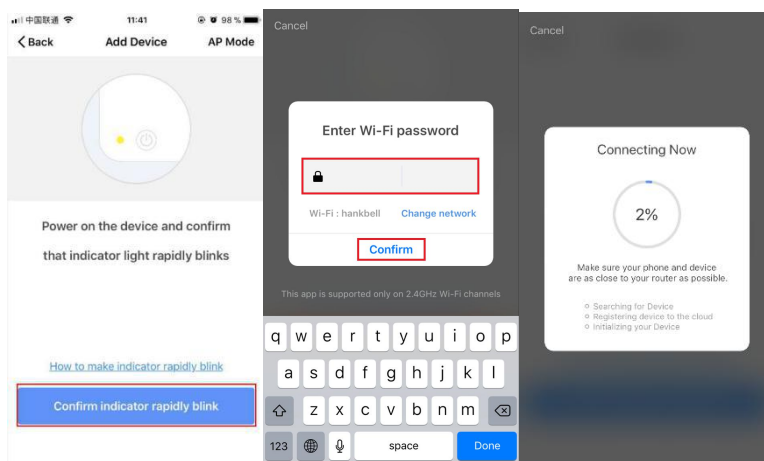 中国联通
11:41
98%
Back
Add Device
AP Mode
Power on the device and confirm
that indicator light rapidly blinks
How to make indicator rapidly blink
Confirm indicator rapidly blink
Cancel
Enter Wi-Fi password
Wi-Fi : hankbell
Change network
Confirm
This app is supported only on 2.4GHz Wi-Fi channels
q w e r t y u i o p
a s d f g h j k l
z x c v b n m
123
space
Done
Cancel
Connecting Now
2%
Make sure your phone and device
are as close to your router as possible.
Searching for Device
Registering device to the cloud
Initializing your Device